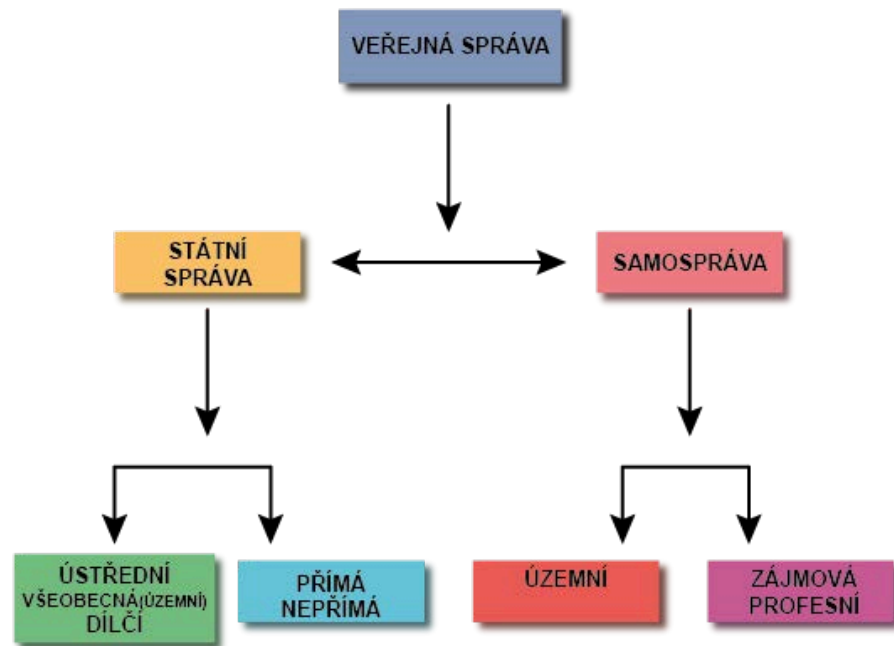 VEŘEJNÁ SPRÁVA
STÁTNÍ
SPRÁVA
SAMOSPRÁVA
ÚSTŘEDNÍ
VŠEOBECNÁ(ÚZEMNÍ)
DÍLČÍ
PŘÍMÁ
NEPŘÍMÁ
ÚZEMNÍ
ZÁJMOVÁ
PROFESNÍ